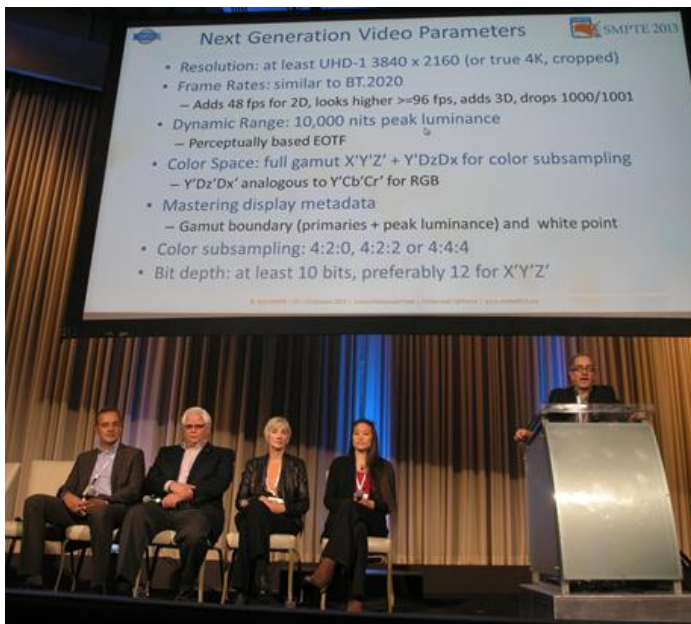 Next Generation Video Parameters
SMPTE 2013
• Resolution: at least UHD-1 3840 x 2160 (or true 4K, cropped)
• Frame Rates: similar to BT.2020
– Adds 48 fps for 2D, looks higher >=96 fps, adds 3D, drops 1000/1001
• Dynamic Range: 10,000 nits peak luminance
– Perceptually based EOTF
• Color Space: full gamut X'Y'Z' + Y'DzDx for color subsampling
– Y'Dz'Dx' analogous to Y'Cb'Cr' for RGB
• Mastering display metadata
– Gamut boundary (primaries + peak luminance) and white point
• Color subsampling: 4:2:0, 4:2:2 or 4:4:4
• Bit depth: at least 10 bits, preferably 12 for X'Y'Z'